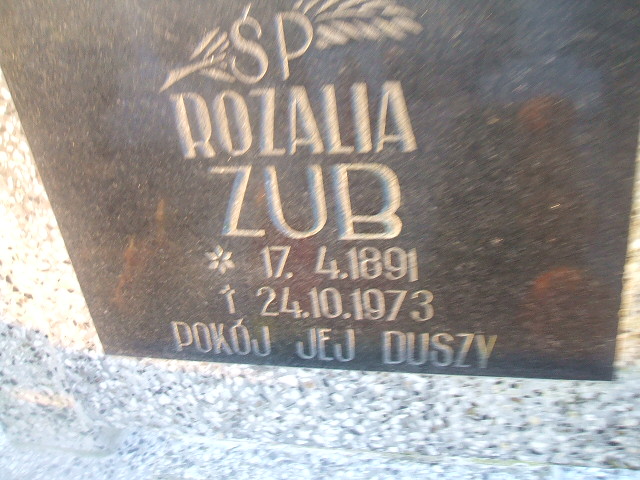 ŚP
ROZALIA
ZUB
* 17. 4.1891
† 24.10.1973
POKÓJ JEJ DUSZY